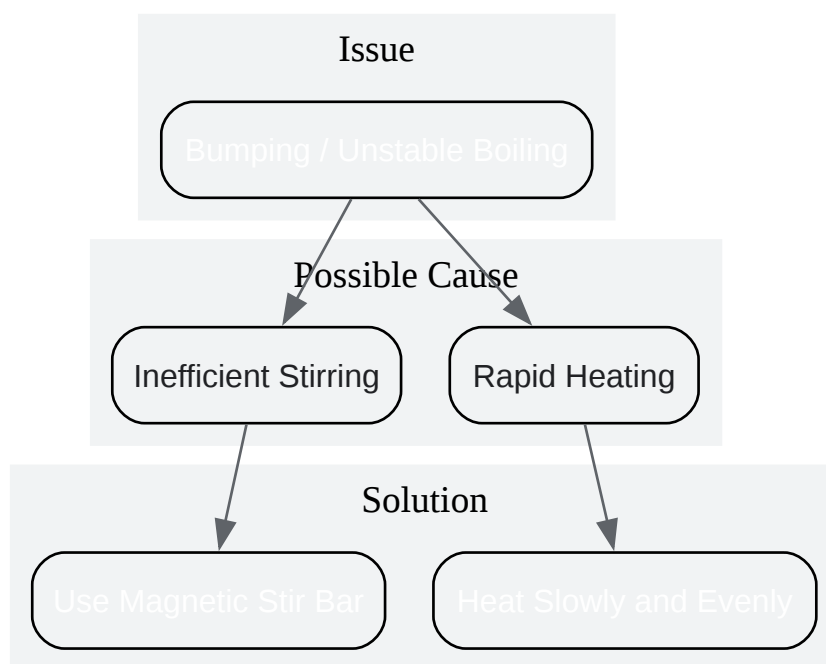 Issue
Bumping / Unstable Boiling
Possible Cause
Inefficient Stirring
Rapid Heating
Solution
Use Magnetic Stir Bar
Heat Slowly and Evenly